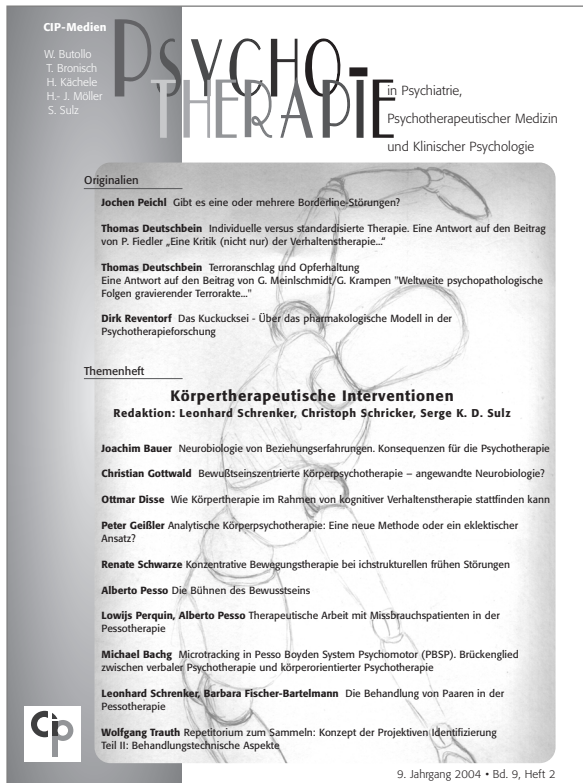 CIP-Medien
W. Butollo
T. Bronisch
H. Kächele
H.- J. Möller
S. Sulz
PSYCHO-
THERAPIE
in Psychiatrie,
Psychotherapeutischer Medizin
und Klinischer Psychologie
Originalien
Jochen Peichl Gibt es eine oder mehrere Borderline-Störungen?
Thomas Deutschbein Individuelle versus standardisierte Therapie. Eine Antwort auf den Beitrag
von P. Fiedler „Eine Kritik (nicht nur) der Verhaltenstherapie...“
Thomas Deutschbein Terroranschlag und Opferhaltung
Eine Antwort auf den Beitrag von G. Meinlschmidt/G. Krampen "Weltweite psychopathologische
Folgen gravierender Terrorakte..."
Dirk Reventorf Das Kuckucksei - Über das pharmakologische Modell in der
Psychotherapieforschung
Themenheft
Körpertherapeutische Interventionen
Redaktion: Leonhard Schrenker, Christoph Schricker, Serge K. D. Sulz
Joachim Bauer Neurobiologie von Beziehungserfahrungen. Konsequenzen für die Psychotherapie
Christian Gottwald Bewußtseinszentrierte Körperpsychotherapie – angewandte Neurobiologie?
Ottmar Disse Wie Körpertherapie im Rahmen von kognitiver Verhaltenstherapie stattfinden kann
Peter Geißler Analytische Körperpsychotherapie: Eine neue Methode oder ein eklektischer
Ansatz?
Renate Schwarze Konzentrative Bewegungstherapie bei ichstrukturellen frühen Störungen
Alberto Pesso Die Bühnen des Bewusstseins
Lowijs Perquin, Alberto Pesso Therapeutische Arbeit mit Missbrauchspatienten in der
Pessotherapie
Michael Bachg Microtracking in Pesso Boyden System Psychomotor (PBSP). Brückenglied
zwischen verbaler Psychotherapie und körperorientierter Psychotherapie
Leonhard Schrenker, Barbara Fischer-Bartelmann Die Behandlung von Paaren in der
Pessotherapie
Wolfgang Trauth Repetitorium zum Sammeln: Konzept der Projektiven Identifizierung
Teil II: Behandlungstechnische Aspekte
Cip
9. Jahrgang 2004 • Bd. 9, Heft 2